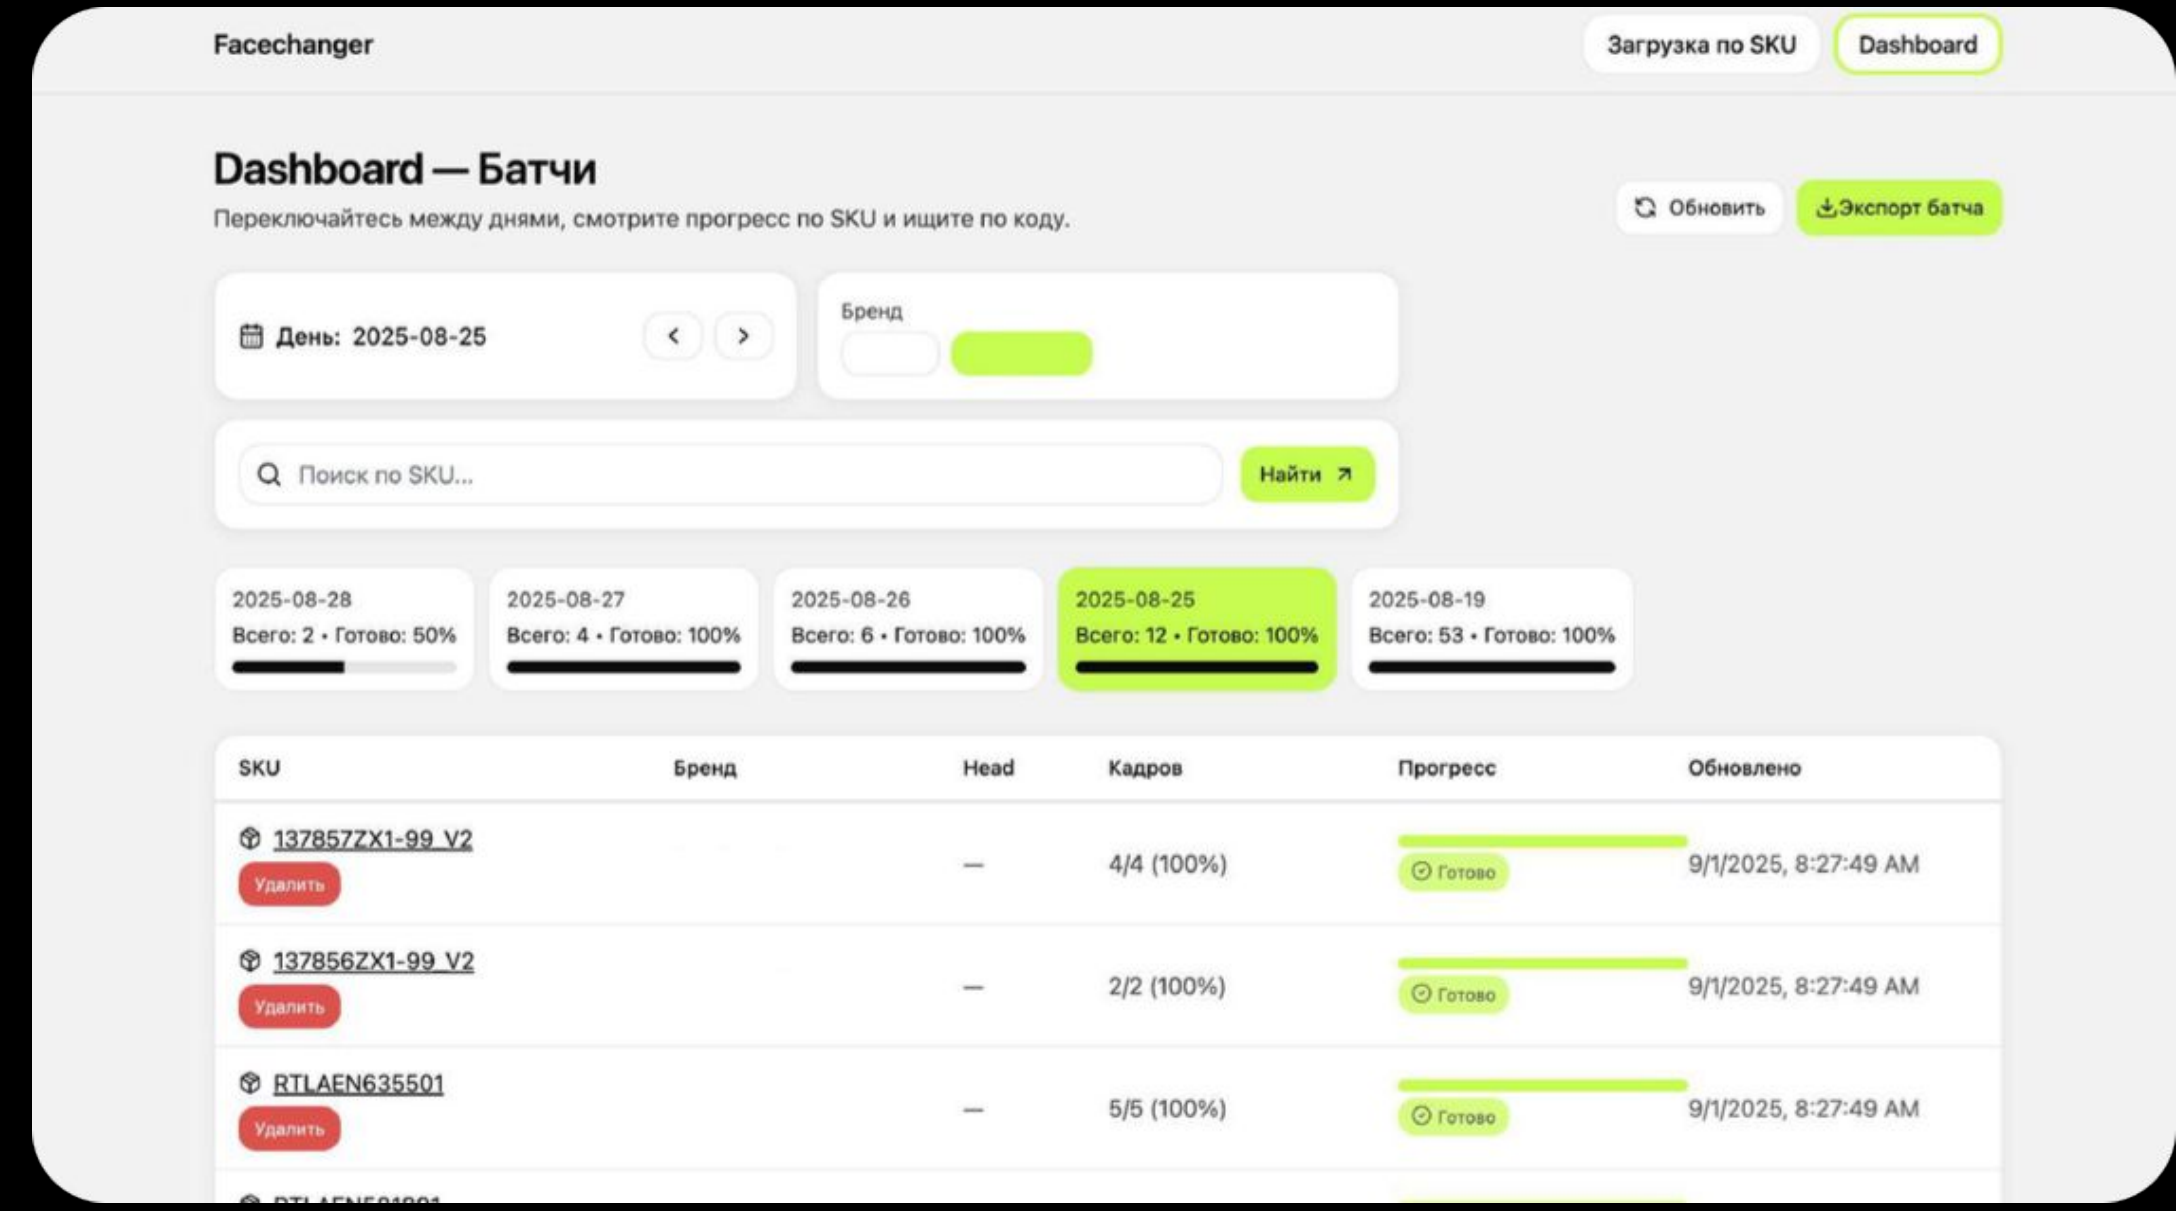 Facechanger
Загрузка по SKU
Dashboard
Dashboard — Батчи
Переключайтесь между днями, смотрите прогресс по SKU и ищите по коду.
Обновить
Экспорт батча
День: 2025-08-25
Бренд
Поиск по SKU...
Найти
2025-08-28
Всего: 2 • Готово: 50%
2025-08-27
Всего: 4 • Готово: 100%
2025-08-26
Всего: 6 • Готово: 100%
2025-08-25
Всего: 12 • Готово: 100%
2025-08-19
Всего: 53 • Готово: 100%
SKU Бренд Head Кадров Прогресс Обновлено
137857ZX1-99_V2
Удалить
— 4/4 (100%)
Готово
9/1/2025, 8:27:49 AM
137856ZX1-99_V2
Удалить
— 2/2 (100%)
Готово
9/1/2025, 8:27:49 AM
RTLAEN635501
Удалить
— 5/5 (100%)
Готово
9/1/2025, 8:27:49 AM